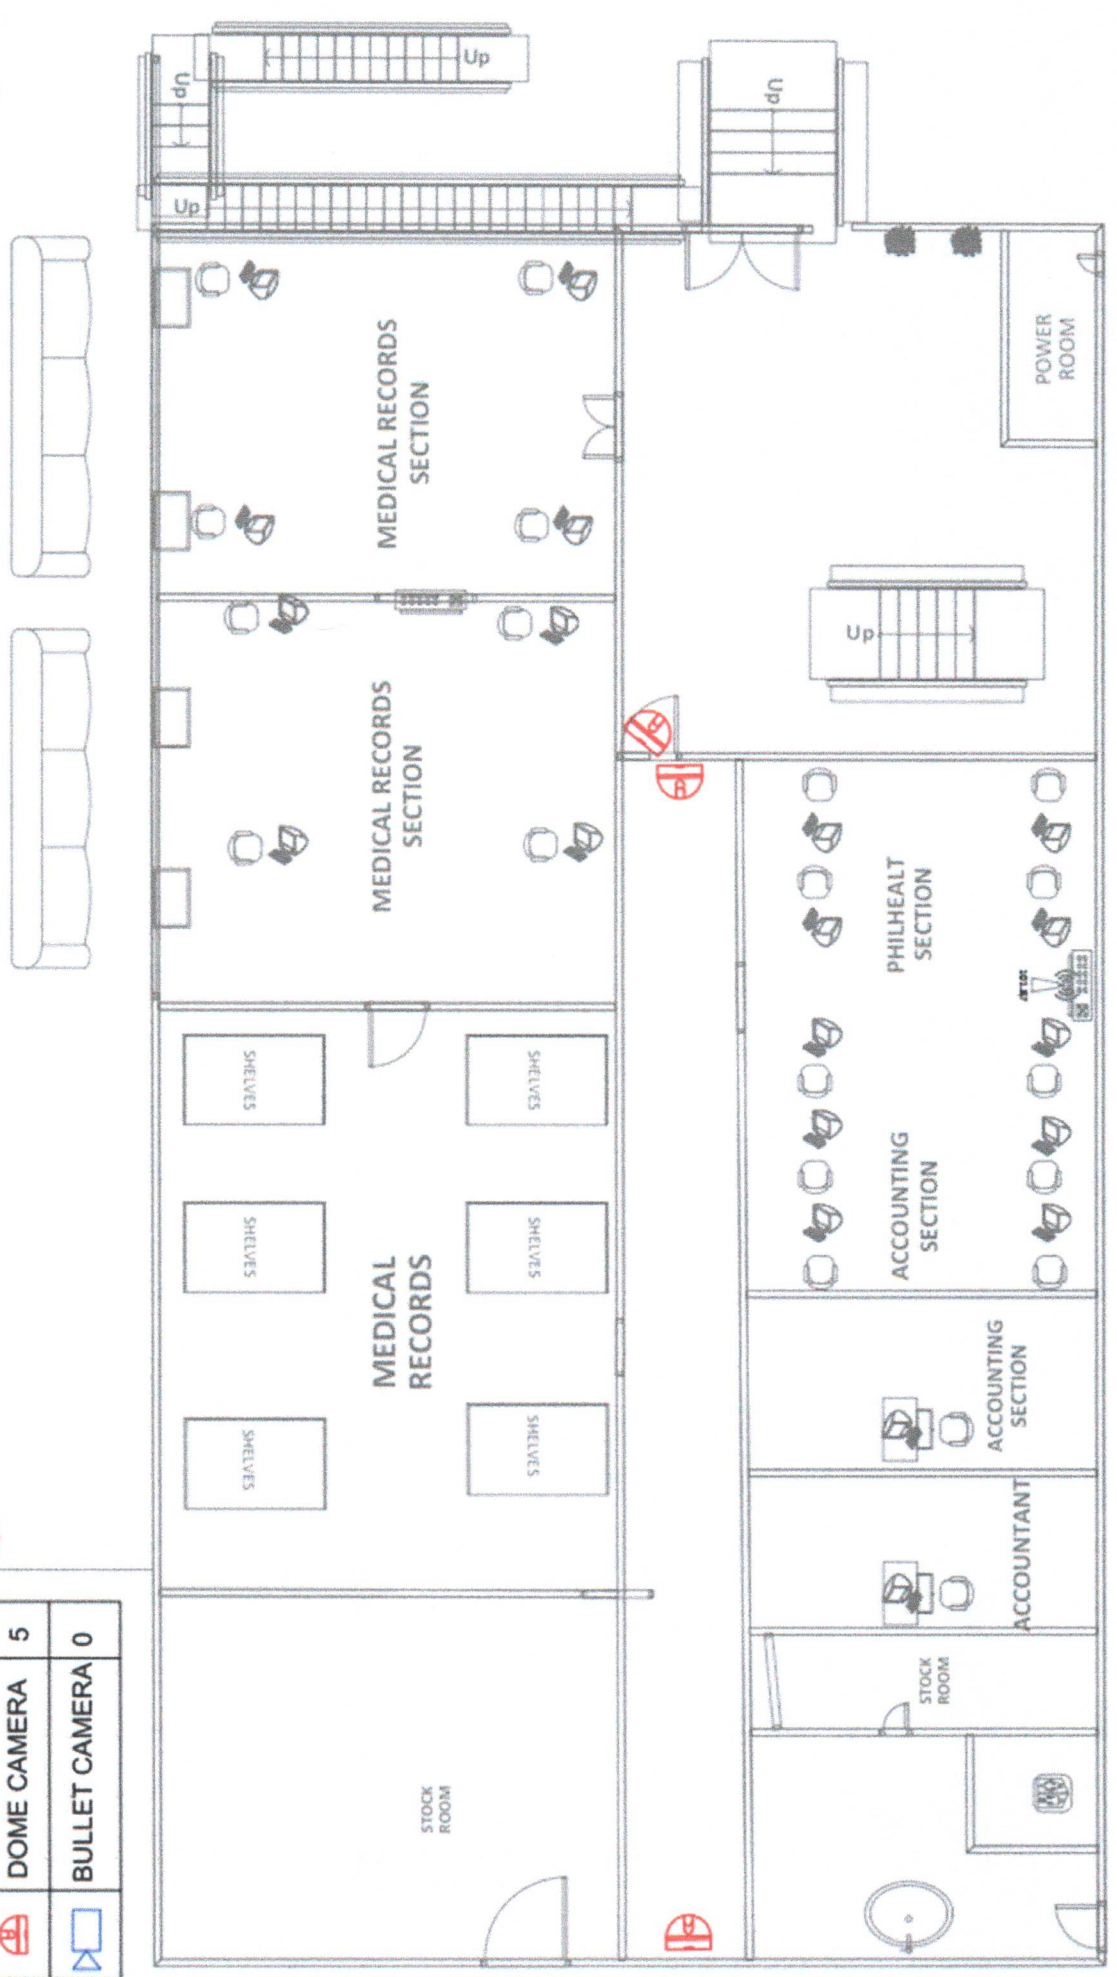 DOME CAMERA 5
BULLET CAMERA 0
Up
Up
Up
Up
MEDICAL RECORDS
SECTION
MEDICAL RECORDS
SECTION
SHELVES
SHELVES
SHELVES
SHELVES
SHELVES
SHELVES
MEDICAL
RECORDS
STOCK
ROOM
POWER
ROOM
Up
PHILHEALT
SECTION
ACCOUNTING
SECTION
ACCOUNTING
SECTION
ACCOUNTANT
STOCK
ROOM